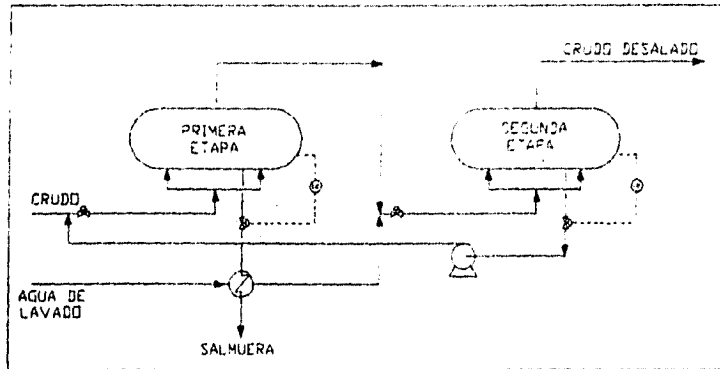 CRUDO DESALADO
PRIMERA
ETAPA
SEGUNDA
ETAPA
CRUDO
AGUA DE
LAVADO
SALMUERA